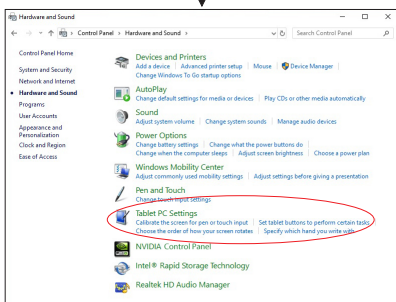 Hardware and Sound
Control Panel > Hardware and Sound >
Search Control Panel
Control Panel Home
System and Security
Network and Internet
Hardware and Sound
Programs
User Accounts
Appearance and
Personalization
Clock and Region
Ease of Access
Devices and Printers
Add a device | Advanced printer setup | Mouse | Device Manager |
Change Windows To Go startup options
AutoPlay
Change default settings for media or devices | Play CDs or other media automatically
Sound
Adjust system volume | Change system sounds | Manage audio devices
Power Options
Change battery settings | Change what the power buttons do |
Change when the computer sleeps | Adjust screen brightness | Choose a power plan
Windows Mobility Center
Adjust commonly used mobility settings | Adjust settings before giving a presentation
Pen and Touch
Change touch input settings
Tablet PC Settings
Calibrate the screen for pen or touch input | Set tablet buttons to perform certain tasks
Choose the order of how your screen rotates | Specify which hand you write with
NVIDIA Control Panel
Intel® Rapid Storage Technology
Realtek HD Audio Manager